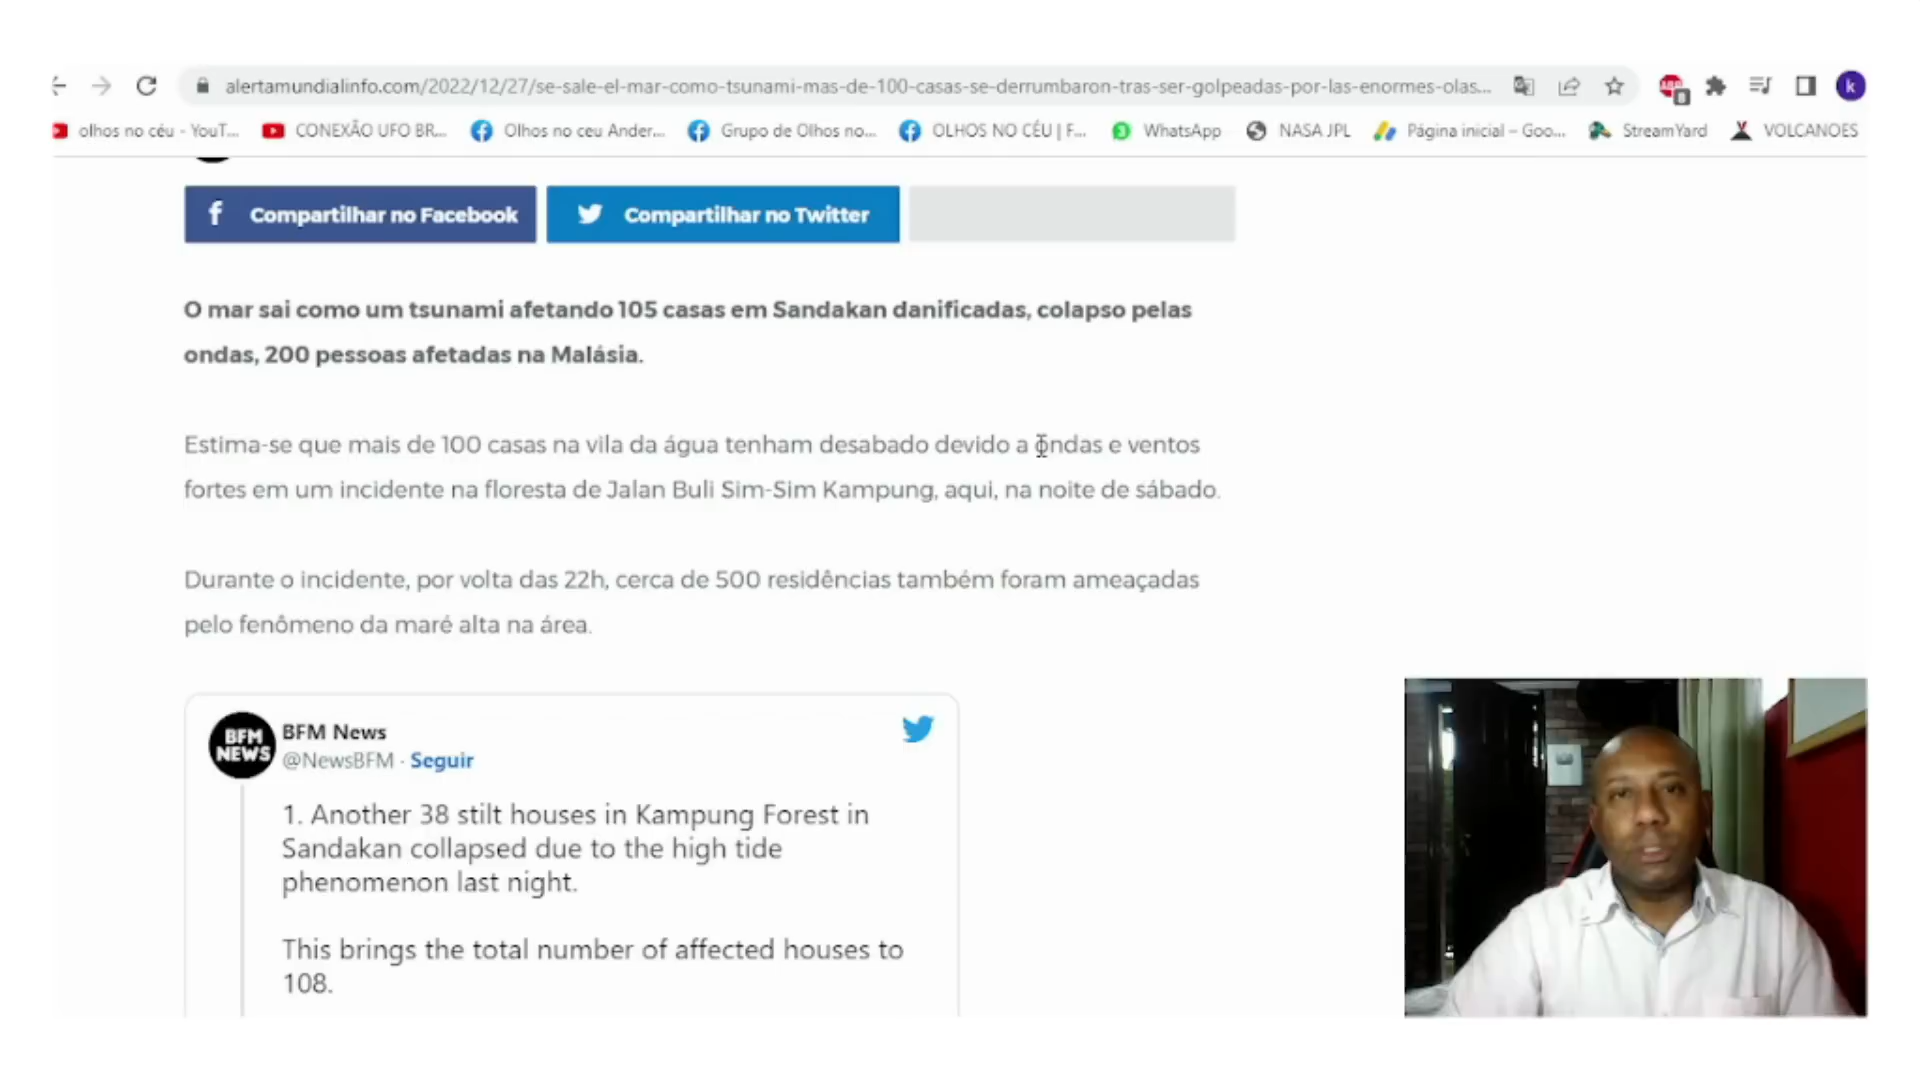 alertamundialinfo.com/2022/12/27/se-sale-el-mar-como-tsunami-mas-de-100-casas-se-derrumbaron-tras-ser-golpeadas-por-las-enormes-olas...
k
olhos no céu - YouT... CONEXÃO UFO BR... Olhos no ceu Ander... Grupo de Olhos no... OLHOS NO CÉU | F... WhatsApp NASA JPL Página inicial – Goo... StreamYard VOLCANOES
Compartilhar no Facebook Compartilhar no Twitter
O mar sai como um tsunami afetando 105 casas em Sandakan danificadas, colapso pelas
ondas, 200 pessoas afetadas na Malásia.
Estima-se que mais de 100 casas na vila da água tenham desabado devido a ondas e ventos
fortes em um incidente na floresta de Jalan Buli Sim-Sim Kampung, aqui, na noite de sábado.
Durante o incidente, por volta das 22h, cerca de 500 residências também foram ameaçadas
pelo fenômeno da maré alta na área.
BFM NEWS
BFM News
@NewsBFM · Seguir
1. Another 38 stilt houses in Kampung Forest in
Sandakan collapsed due to the high tide
phenomenon last night.
This brings the total number of affected houses to
108.